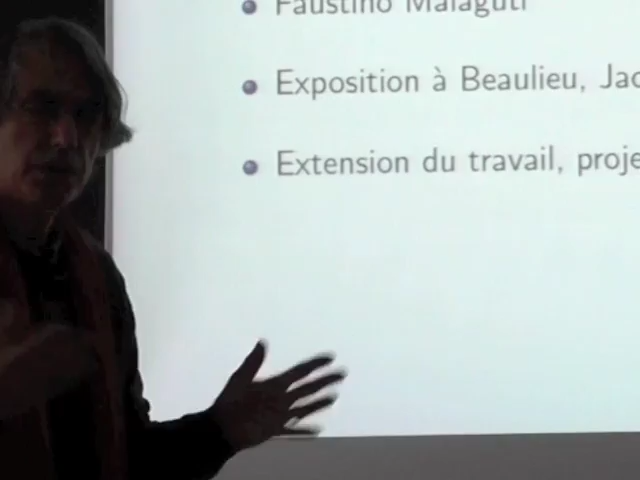 Faustino Malaguti
Exposition à Beaulieu, Jac
Extension du travail, proje